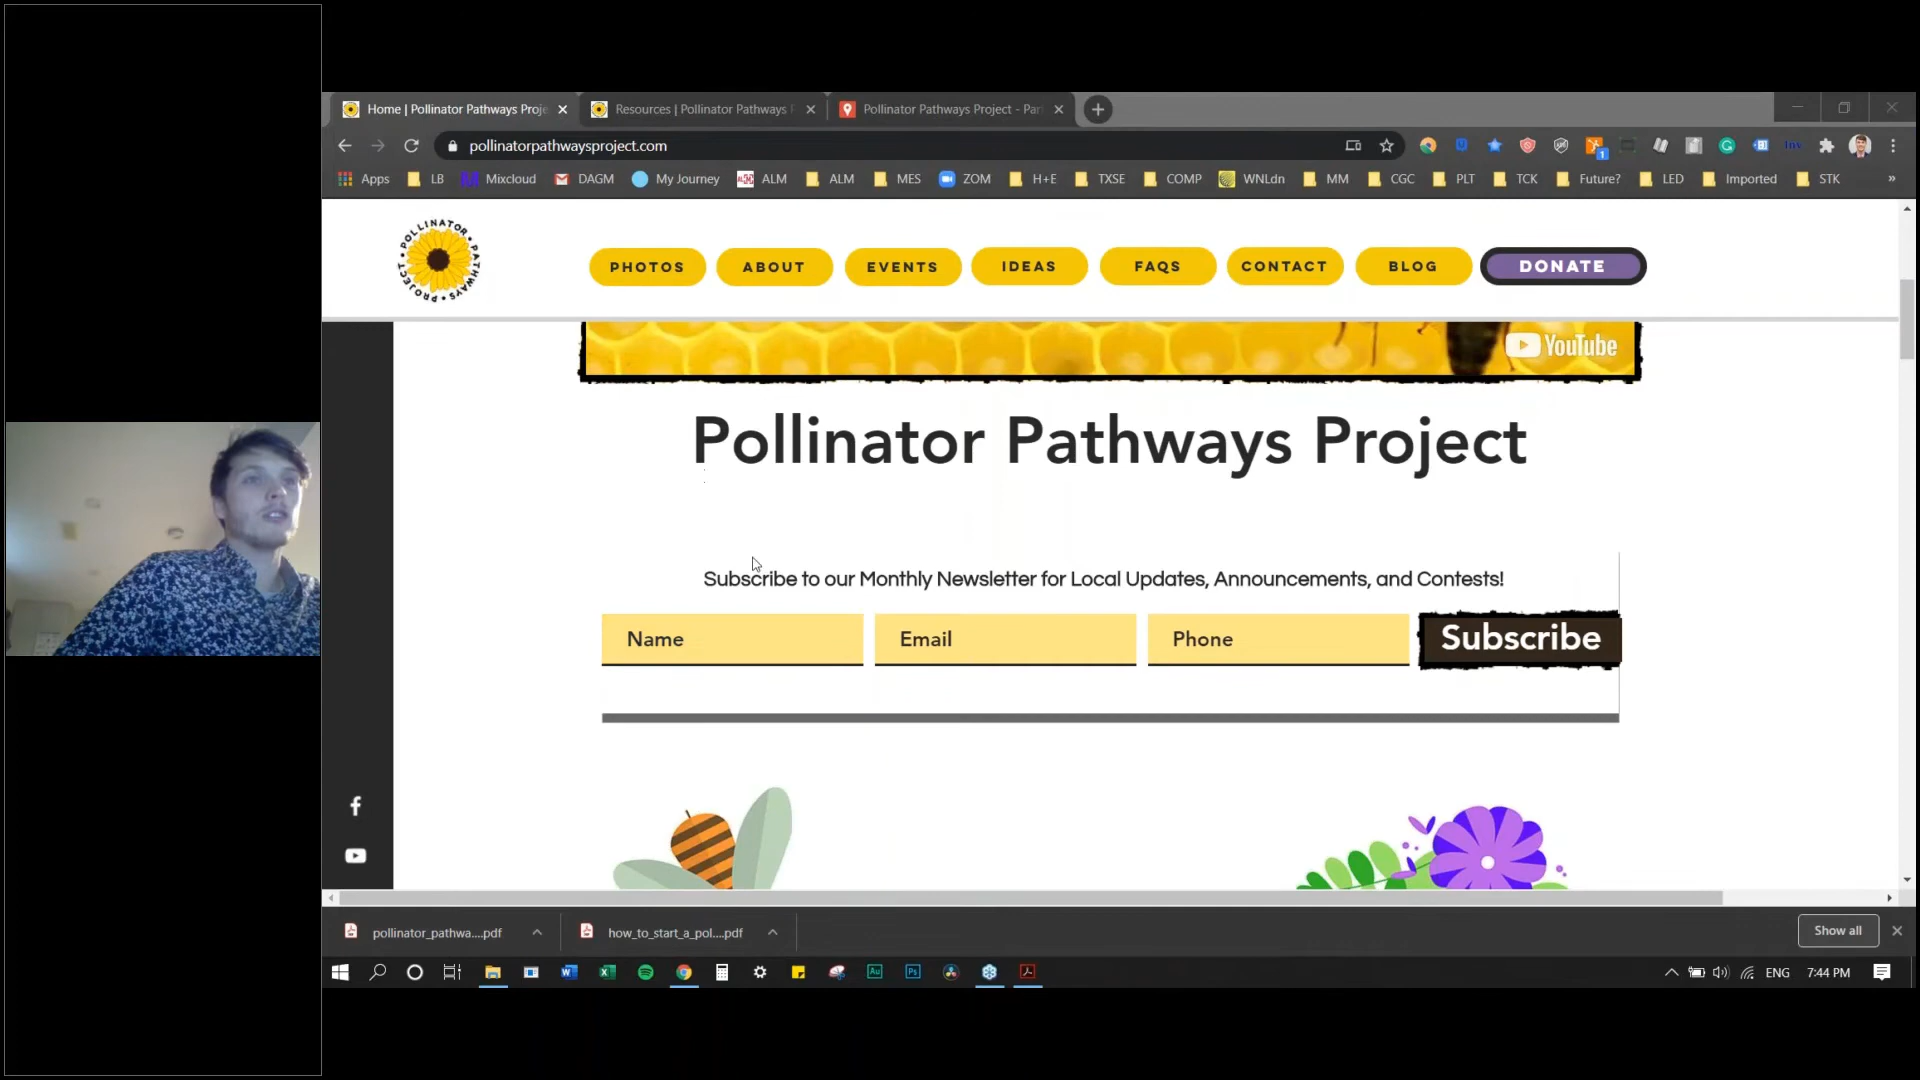 Home | Pollinator Pathways Proje
Resources | Pollinator Pathways
Pollinator Pathways Project - Par
pollinatorpathwaysproject.com
Apps LB Mixcloud DAGM My Journey ALM ALM MES ZOM H+E TXSE COMP WNLdn MM CGC PLT TCK Future? LED Imported STK »
POLLINATOR PATHWAYS PROJECT
PHOTOS ABOUT EVENTS IDEAS FAQS CONTACT BLOG DONATE
YouTube
Pollinator Pathways Project
Subscribe to our Monthly Newsletter for Local Updates, Announcements, and Contests!
Name Email Phone Subscribe
pollinator_pathwa....pdf
how_to_start_a_pol....pdf
Show all
ENG 7:44 PM